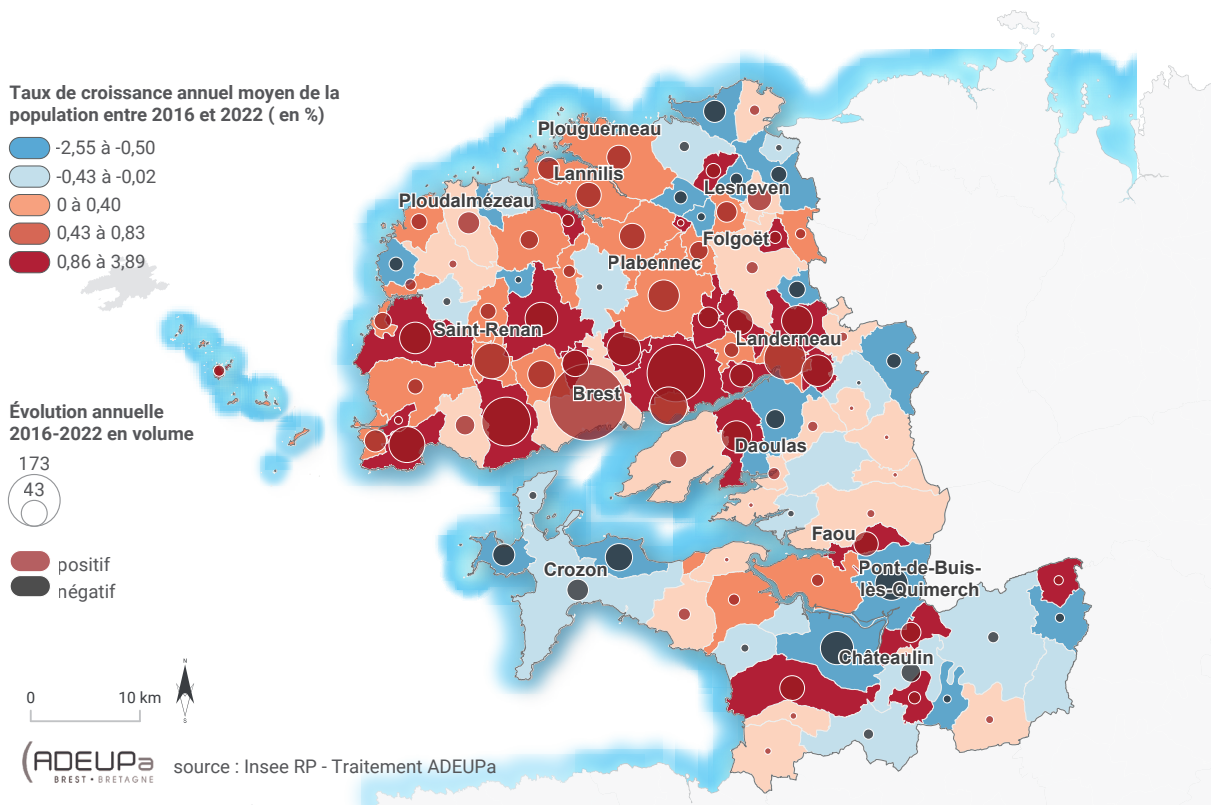 Taux de croissance annuel moyen de la
population entre 2016 et 2022 ( en %)
-2,55 à -0,50
-0,43 à -0,02
0 à 0,40
0,43 à 0,83
0,86 à 3,89
Évolution annuelle
2016-2022 en volume
173
43
positif
négatif
0 10 km
N
S
ADEUPa
BREST • BRETAGNE
source : Insee RP - Traitement ADEUPa
Plouguerneau
Lannilis
Lesneven
Ploudalmézeau
Folgoët
Plabennec
Saint-Renan
Landerneau
Brest
Daoulas
Faou
Crozon
Pont-de-Buis-
lès-Quimerch
Châteaulin